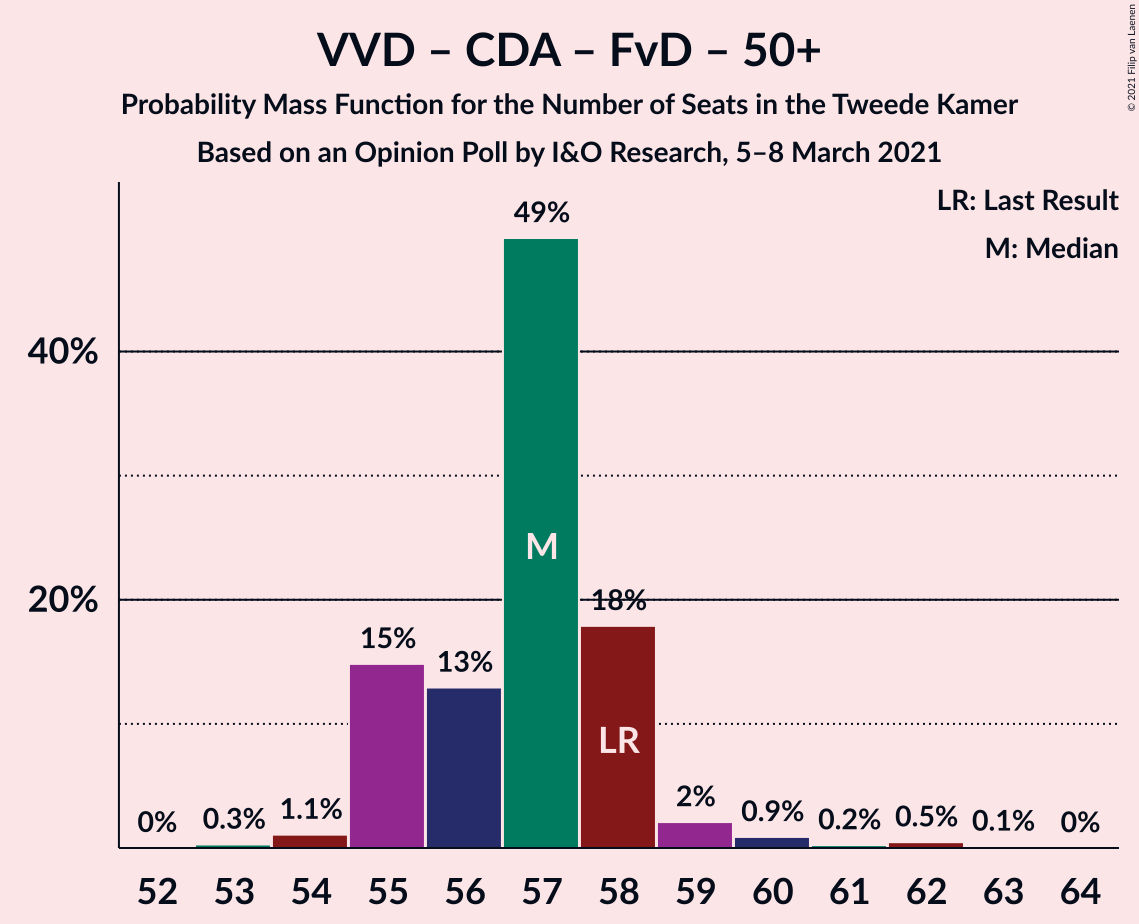 VVD – CDA – FvD – 50+
Probability Mass Function for the Number of Seats in the Tweede Kamer
Based on an Opinion Poll by I&O Research, 5–8 March 2021
© 2021 Filip van Laenen
LR: Last Result
M: Median
40%
20%
0%
0.3%
1.1%
15%
13%
49%
18%
2%
0.9%
0.2%
0.5%
0.1%
0%
M
LR
52 53 54 55 56 57 58 59 60 61 62 63 64